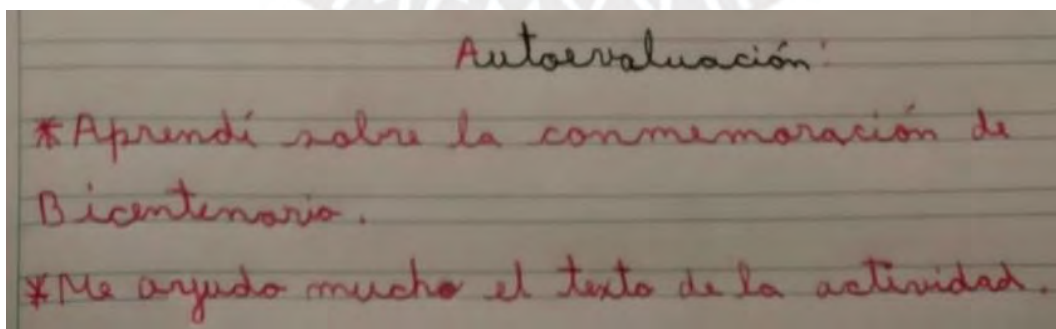 Autoevaluación:
*Aprendí sobre la conmemoración de
Bicentenario.
*Me ayudo mucho el texto de la actividad.